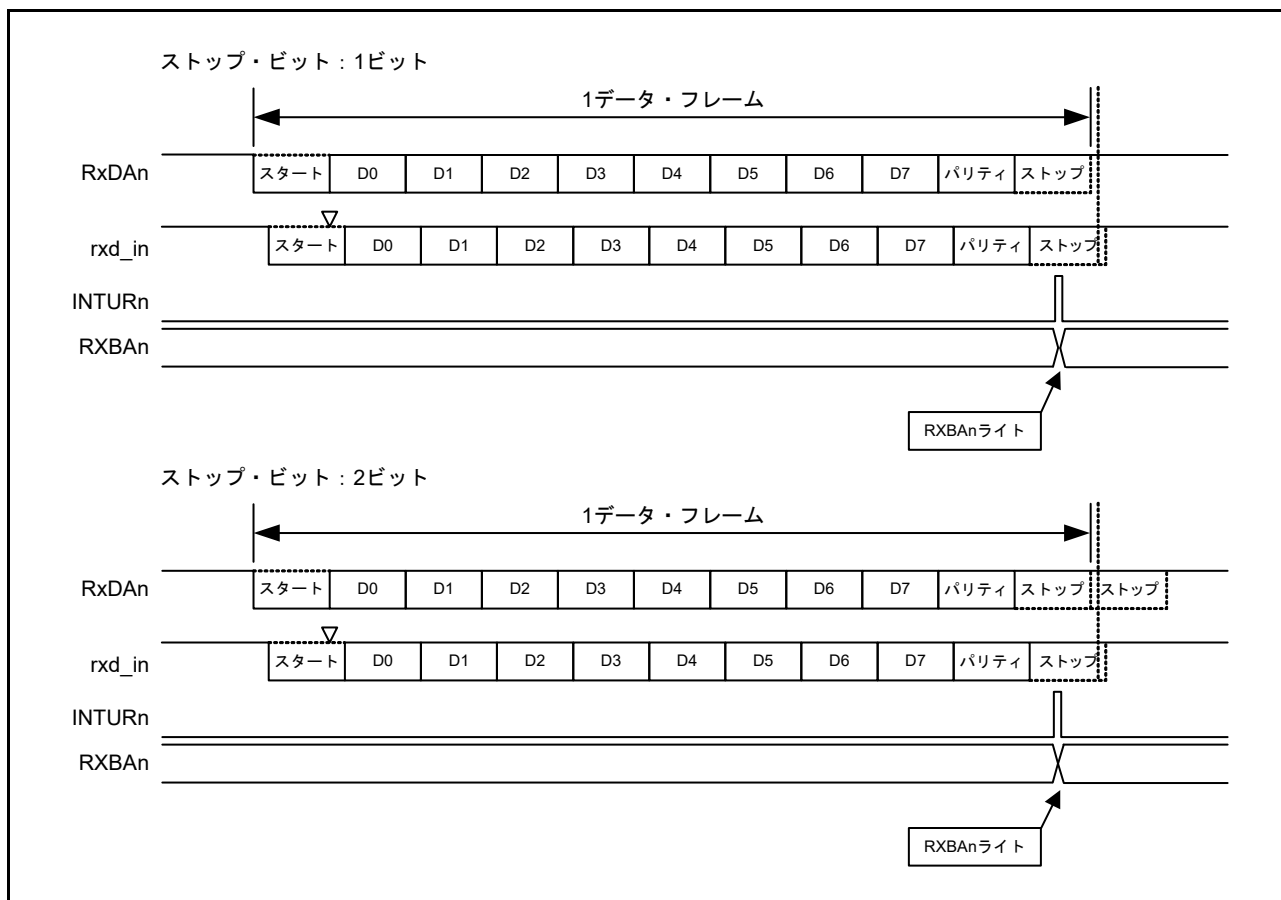 ストップ・ビット：1ビット
1データ・フレーム
RxDAn スタート D0 D1 D2 D3 D4 D5 D6 D7 パリティ ストップ
rxd_in スタート D0 D1 D2 D3 D4 D5 D6 D7 パリティ ストップ
INTURn
RXBAn
RXBAnライト
ストップ・ビット：2ビット
1データ・フレーム
RxDAn スタート D0 D1 D2 D3 D4 D5 D6 D7 パリティ ストップ ストップ
rxd_in スタート D0 D1 D2 D3 D4 D5 D6 D7 パリティ ストップ
INTURn
RXBAn
RXBAnライト